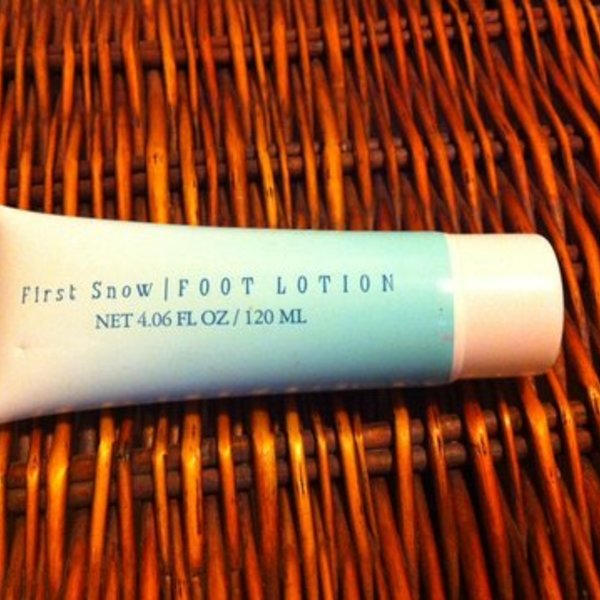 First Snow | FOOT LOTION
NET 4.06 FL OZ / 120 ML